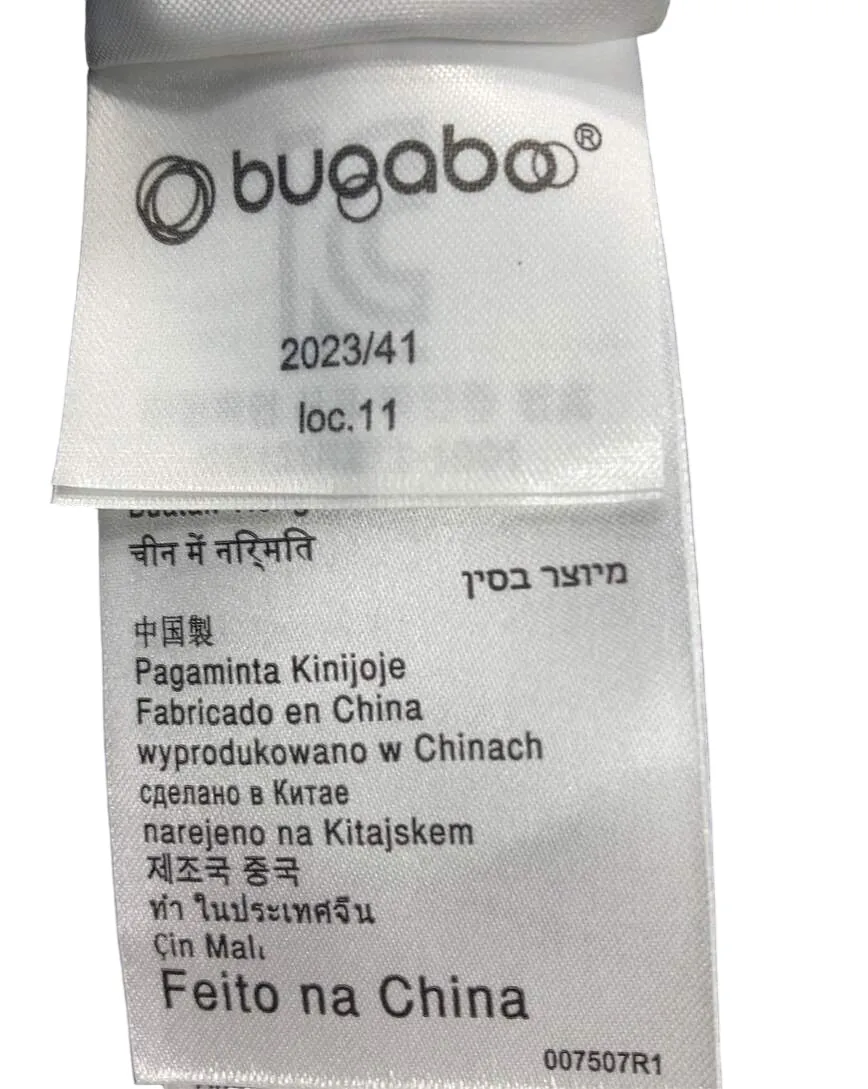 bugaboo®
2023/41
loc.11
चीन में नरि्मति
מיוצר בסין
中国製
Pagaminta Kinijoje
Fabricado en China
wyprodukowano w Chinach
сделано в Китае
narejeno na Kitajskem
제조국 중국
ทำ ในประเทศจีน
Çin Malı
Feito na China
007507R1